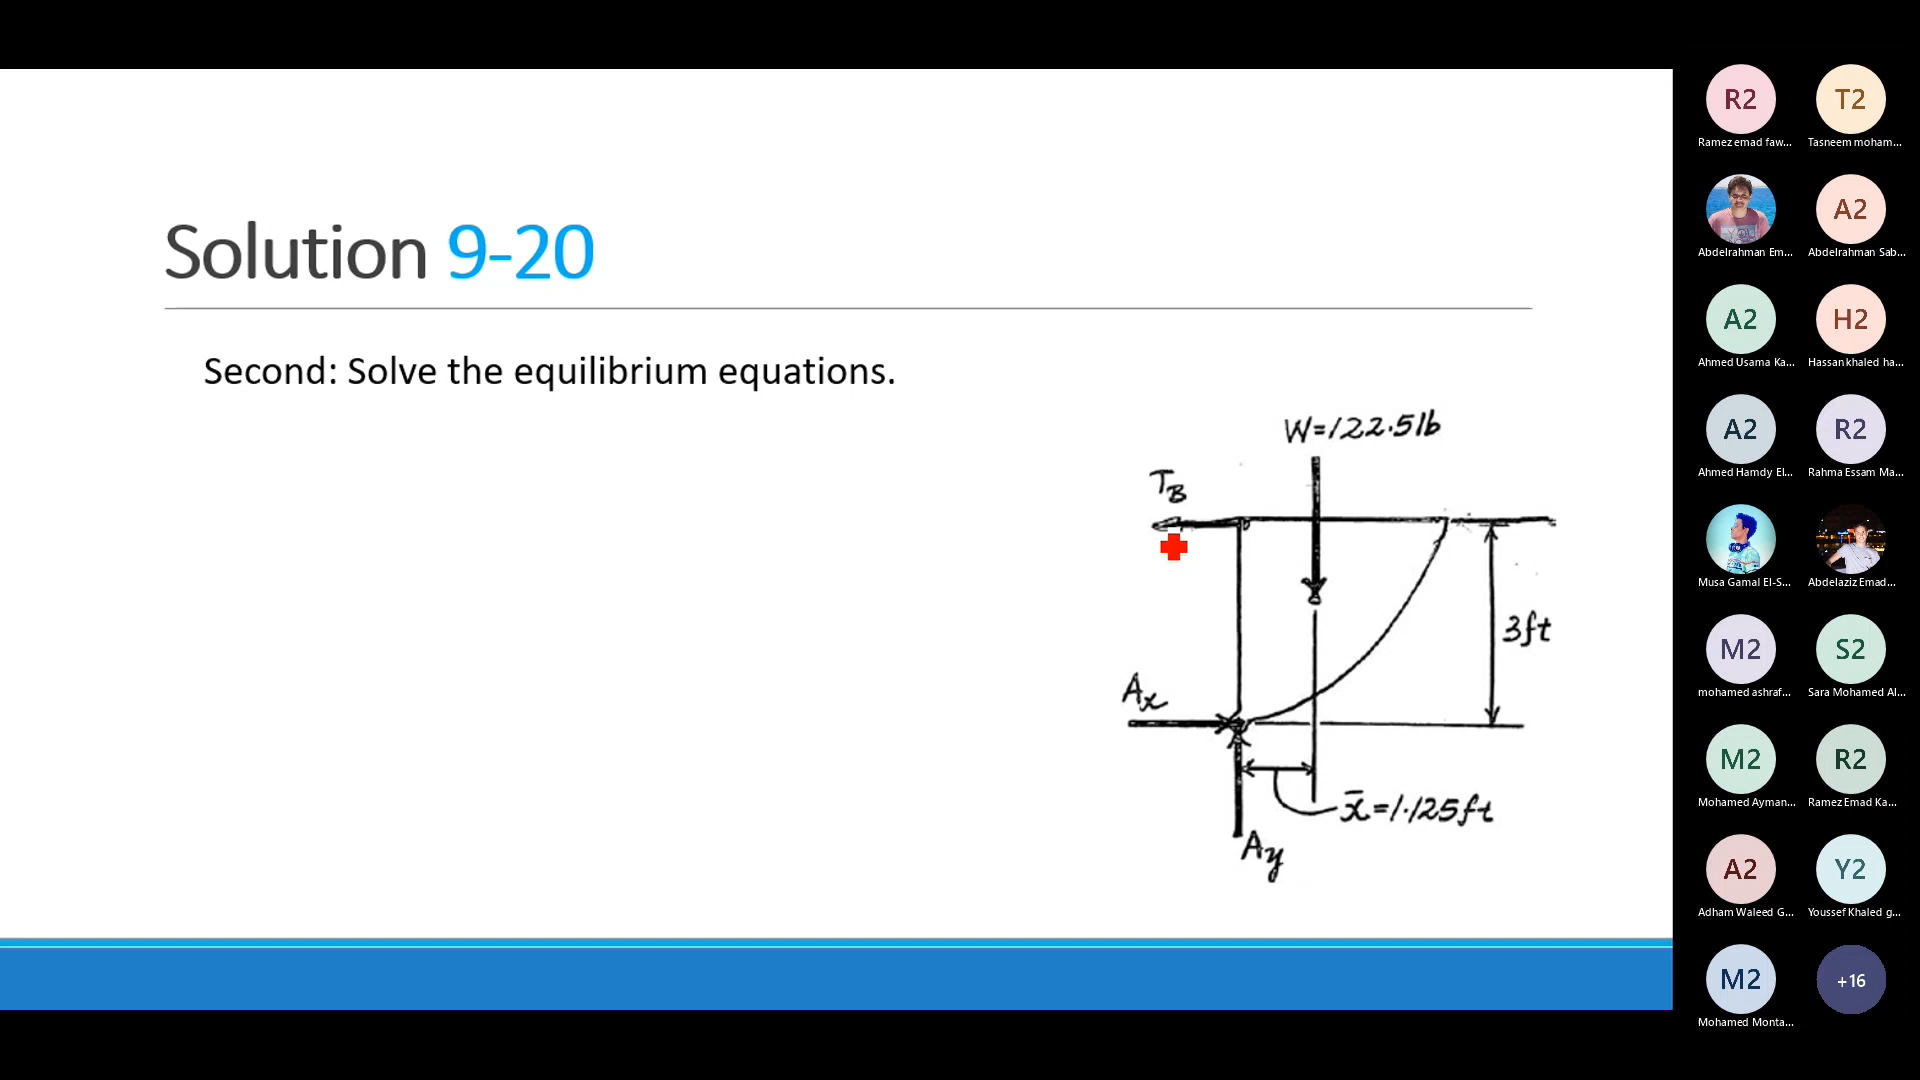 Solution 9-20
Second: Solve the equilibrium equations.
W=122.5lb
T_B
3ft
A_x
x̄=1.125ft
A_y
R2
T2
Ramez emad faw...
Tasneem moham...
A2
Abdelrahman Em...
Abdelrahman Sab...
A2
H2
Ahmed Usama Ka...
Hassan khaled ha...
A2
R2
Ahmed Hamdy El...
Rahma Essam Ma...
Musa Gamal El-S...
Abdelaziz Emad...
M2
S2
mohamed ashraf...
Sara Mohamed Al...
M2
R2
Mohamed Ayman...
Ramez Emad Ka...
A2
Y2
Adham Waleed G...
Youssef Khaled g...
M2
+16
Mohamed Monta...